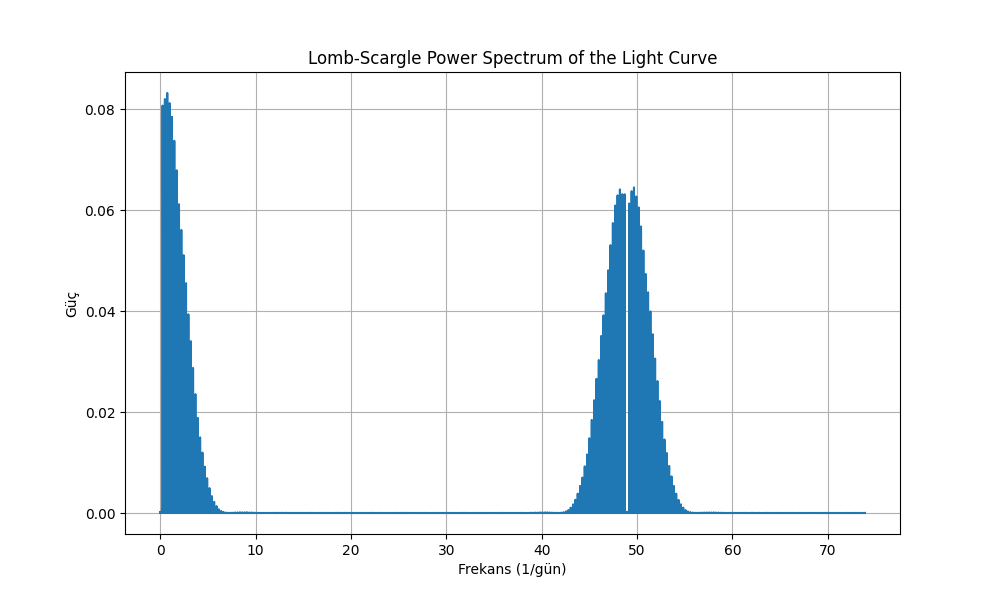 Lomb-Scargle Power Spectrum of the Light Curve
0.08
0.06
0.04
0.02
0.00
Güç
0 10 20 30 40 50 60 70
Frekans (1/gün)